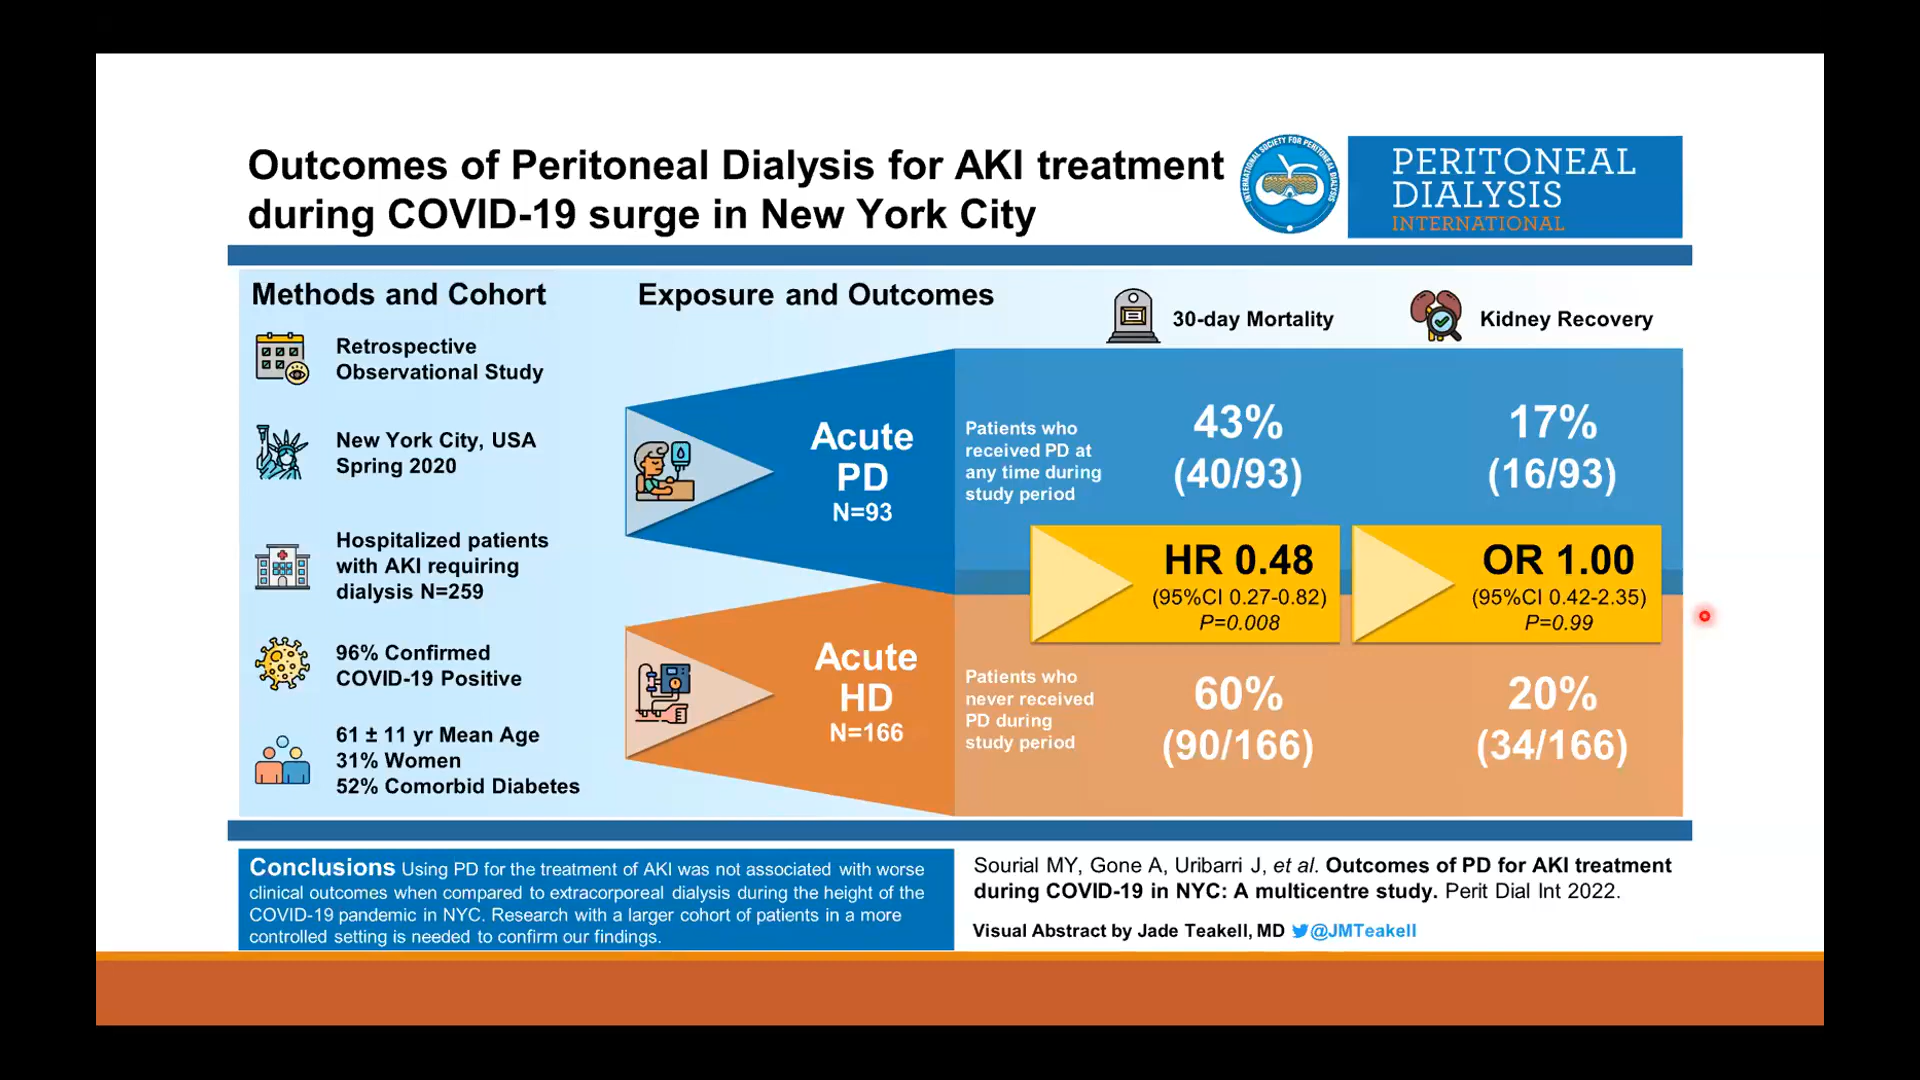 Outcomes of Peritoneal Dialysis for AKI treatment
during COVID-19 surge in New York City
INTERNATIONAL SOCIETY FOR PERITONEAL DIALYSIS
PERITONEAL
DIALYSIS
INTERNATIONAL
Methods and Cohort
Retrospective
Observational Study
New York City, USA
Spring 2020
Hospitalized patients
with AKI requiring
dialysis N=259
96% Confirmed
COVID-19 Positive
61 ± 11 yr Mean Age
31% Women
52% Comorbid Diabetes
Exposure and Outcomes
30-day Mortality
Kidney Recovery
Acute
PD
N=93
Patients who
received PD at
any time during
study period
43%
(40/93)
17%
(16/93)
HR 0.48
(95%CI 0.27-0.82)
P=0.008
OR 1.00
(95%CI 0.42-2.35)
P=0.99
Acute
HD
N=166
Patients who
never received
PD during
study period
60%
(90/166)
20%
(34/166)
Conclusions Using PD for the treatment of AKI was not associated with worse
clinical outcomes when compared to extracorporeal dialysis during the height of the
COVID-19 pandemic in NYC. Research with a larger cohort of patients in a more
controlled setting is needed to confirm our findings.
Sourial MY, Gone A, Uribarri J, et al. Outcomes of PD for AKI treatment
during COVID-19 in NYC: A multicentre study. Perit Dial Int 2022.
Visual Abstract by Jade Teakell, MD @JMTeakell